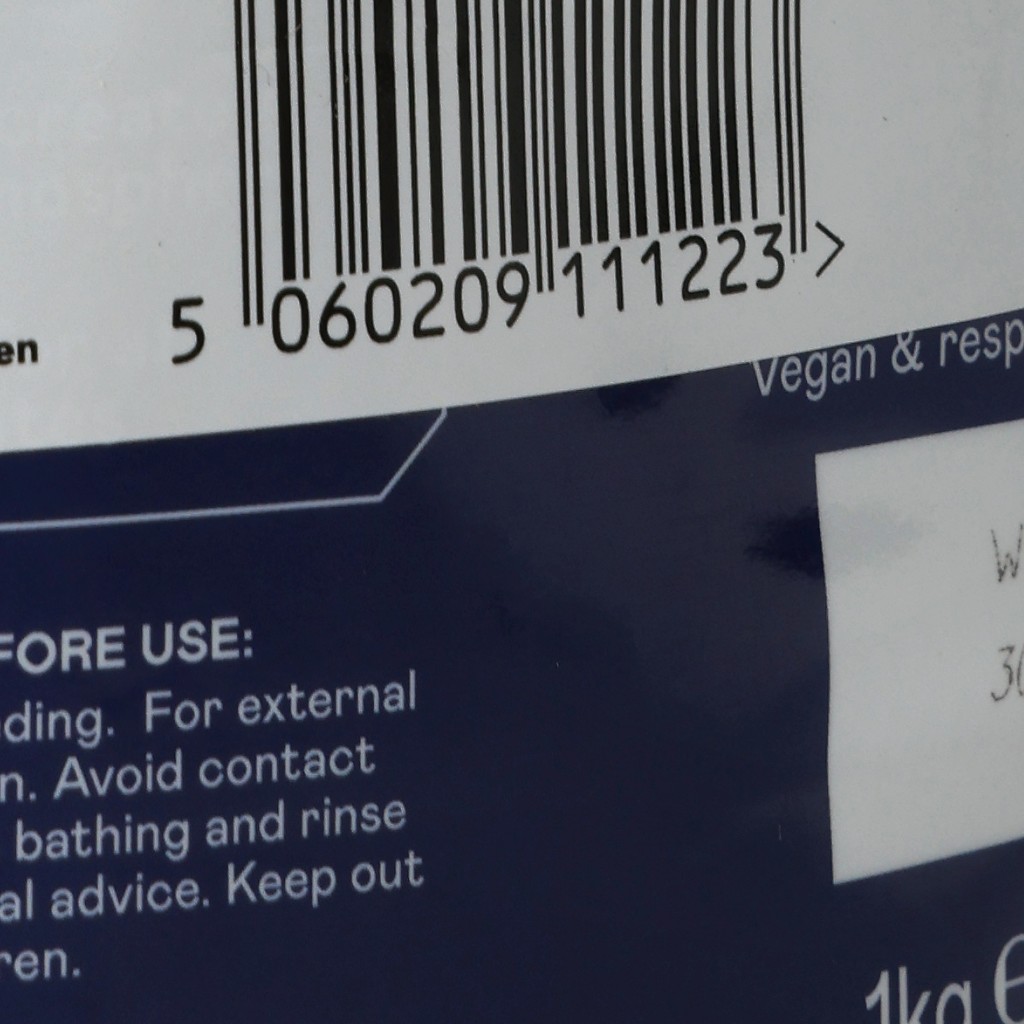 5 060209 111223 >
en
Vegan & resp
FORE USE:
ding. For external
n. Avoid contact
bathing and rinse
al advice. Keep out
ren.
W
30
1kg e